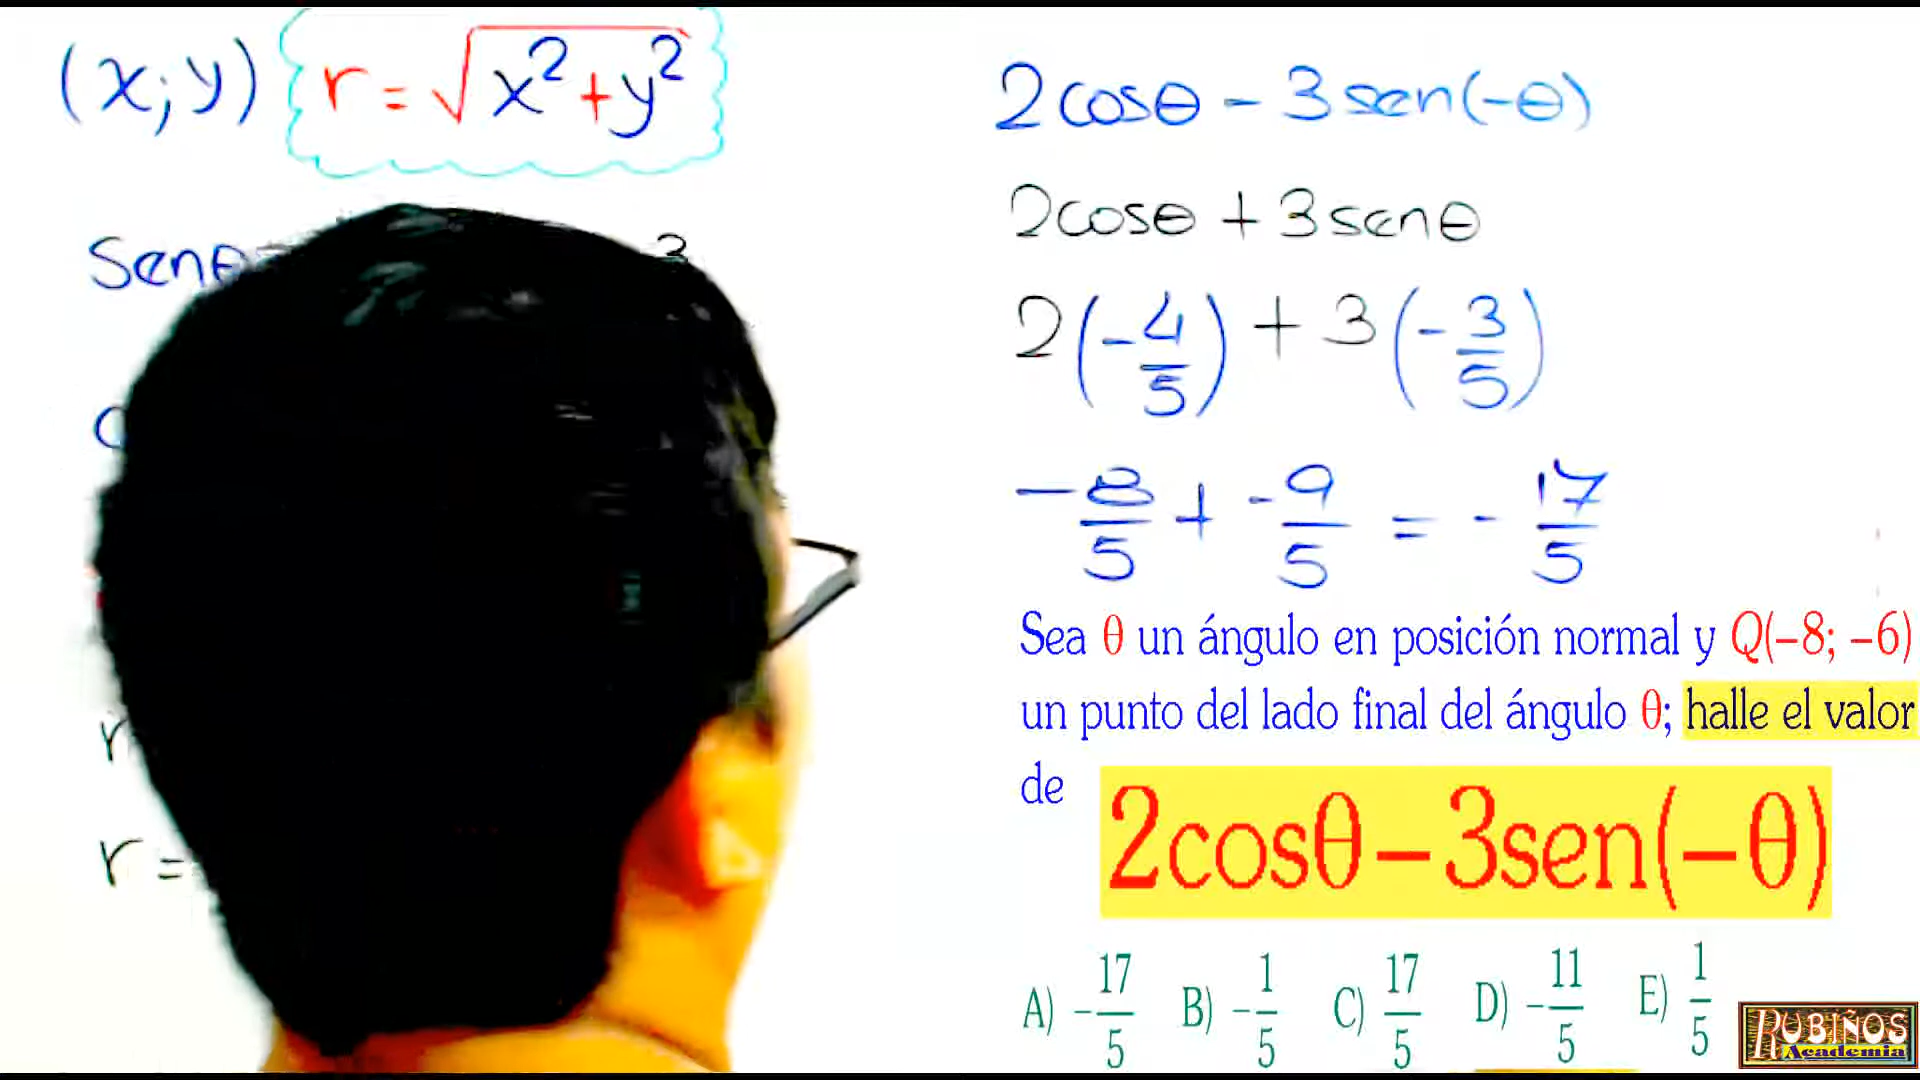 (x; y) r = √x²+y²
Senθ=
3
r
r =
2cosθ - 3sen(-θ)
2cosθ + 3senθ
2(-4/5) + 3(-3/5)
-8/5 + -9/5 = -17/5
Sea θ un ángulo en posición normal y Q(–8; –6)
un punto del lado final del ángulo θ; halle el valor
de 2cosθ–3sen(–θ)
A) -17/5 B) -1/5 C) 17/5 D) -11/5 E) 1/5
RUBIÑOS
Academia